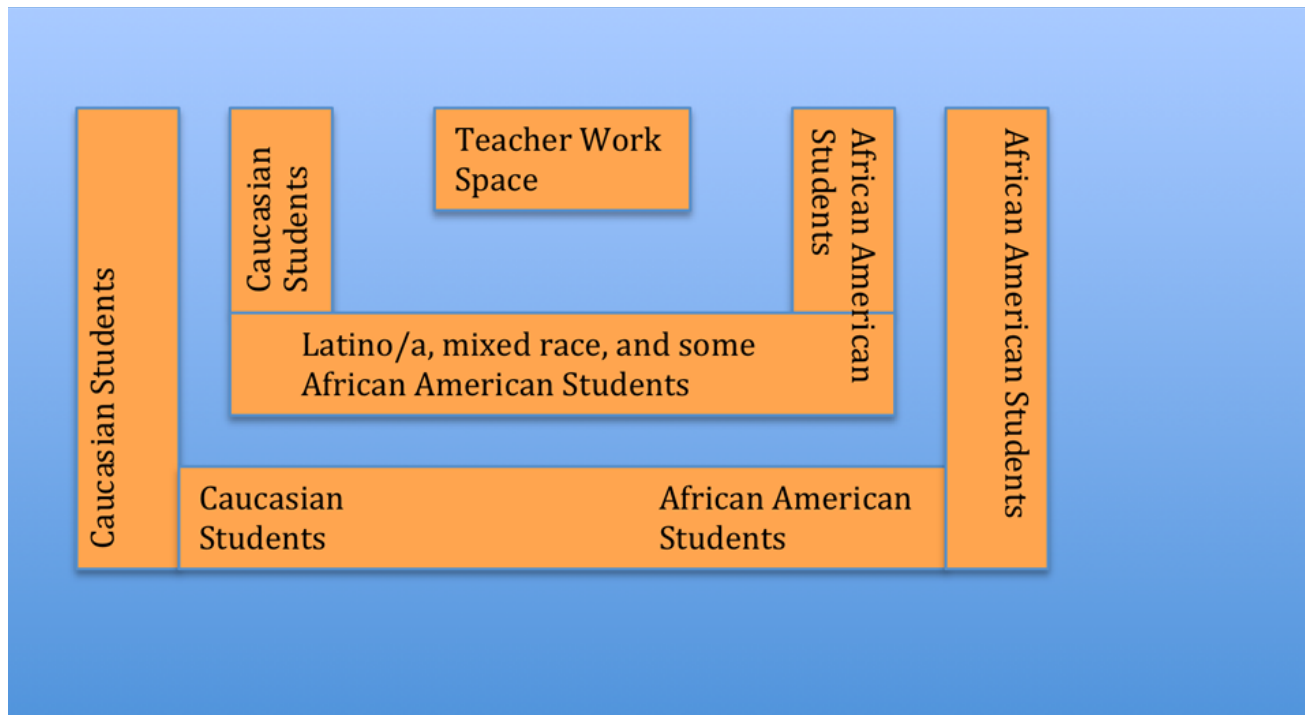 Caucasian Students
Caucasian
Students
Teacher Work
Space
African American
Students
African American Students
Latino/a, mixed race, and some
African American Students
Caucasian
Students
African American
Students